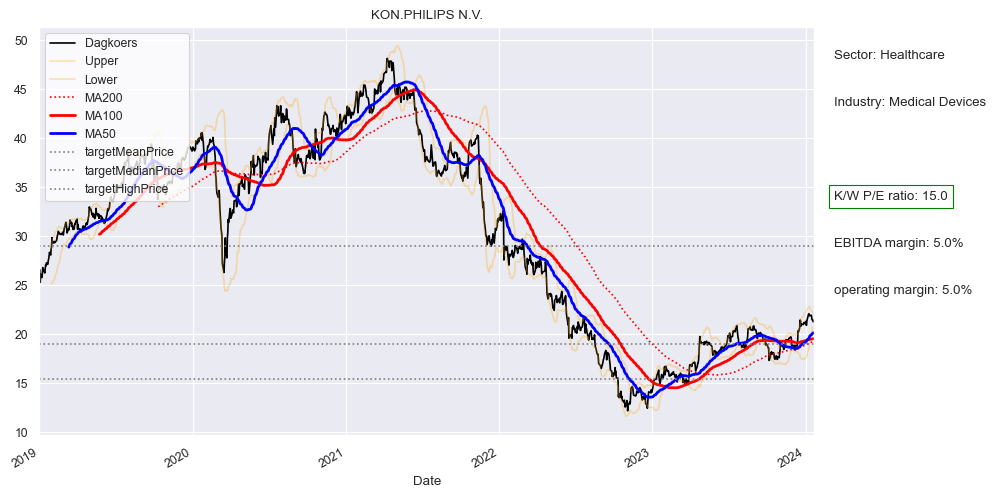 KON.PHILIPS N.V.
50
45
40
35
30
25
20
15
10
Dagkoers
Upper
Lower
MA200
MA100
MA50
targetMeanPrice
targetMedianPrice
targetHighPrice
2019
2020
2021
2022
2023
2024
Date
Sector: Healthcare
Industry: Medical Devices
K/W P/E ratio: 15.0
EBITDA margin: 5.0%
operating margin: 5.0%